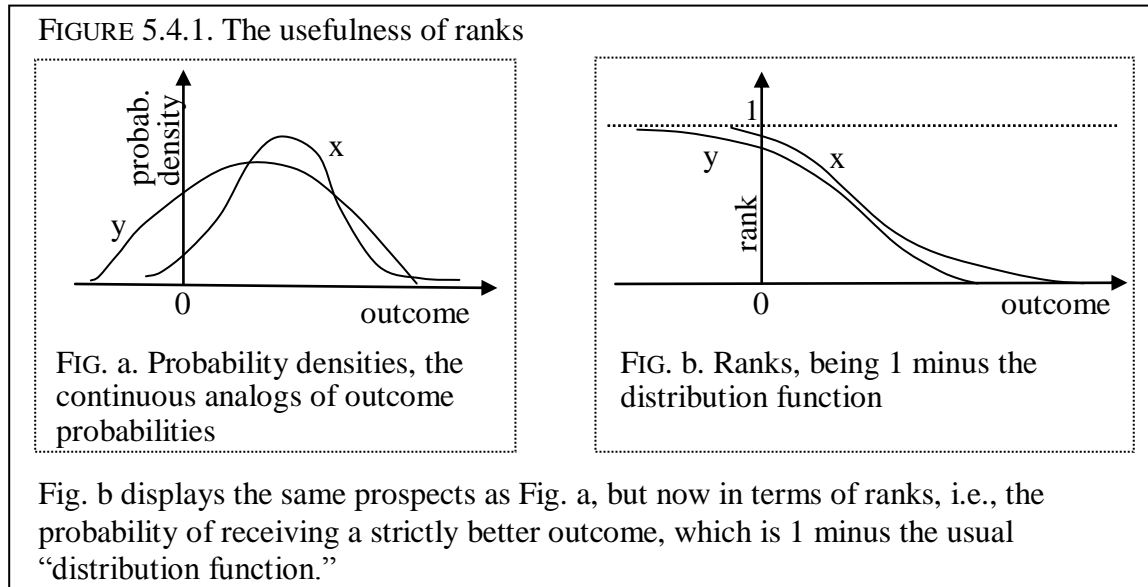 FIGURE 5.4.1. The usefulness of ranks
probab.
density
x
y
0
outcome
FIG. a. Probability densities, the
continuous analogs of outcome
probabilities
1
y
x
rank
0
outcome
FIG. b. Ranks, being 1 minus the
distribution function
Fig. b displays the same prospects as Fig. a, but now in terms of ranks, i.e., the
probability of receiving a strictly better outcome, which is 1 minus the usual
“distribution function.”